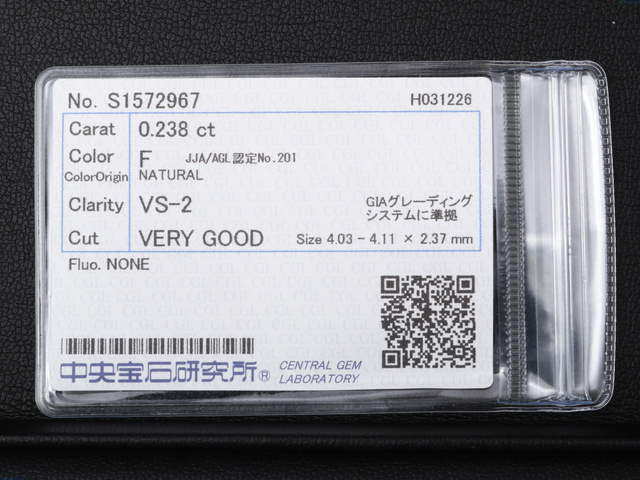 No. S1572967 H031226
Carat 0.238 ct
Color F JJA/AGL認定No.201
ColorOrigin NATURAL
Clarity VS-2 GIAグレーディング
システムに準拠
Cut VERY GOOD Size 4.03 - 4.11 × 2.37 mm
Fluo. NONE
中央宝石研究所® CENTRAL GEM
LABORATORY